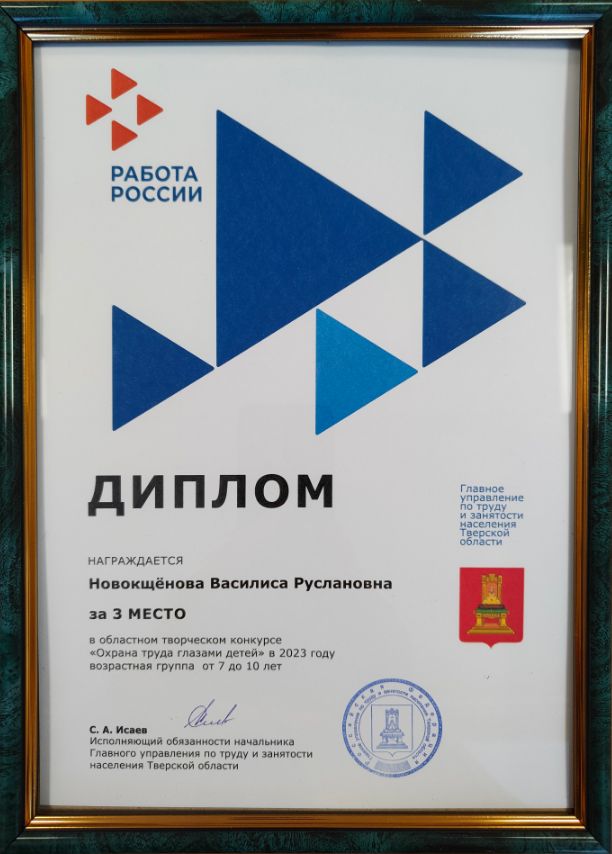 РАБОТА
РОССИИ
ДИПЛОМ
Главное
управление
по труду
и занятости
населения
Тверской
области
НАГРАЖДАЕТСЯ
Новокщёнова Василиса Руслановна
за 3 МЕСТО
в областном творческом конкурсе
«Охрана труда глазами детей» в 2023 году
возрастная группа от 7 до 10 лет
С. А. Исаев
Исполняющий обязанности начальника
Главного управления по труду и занятости
населения Тверской области
Российская Федерация